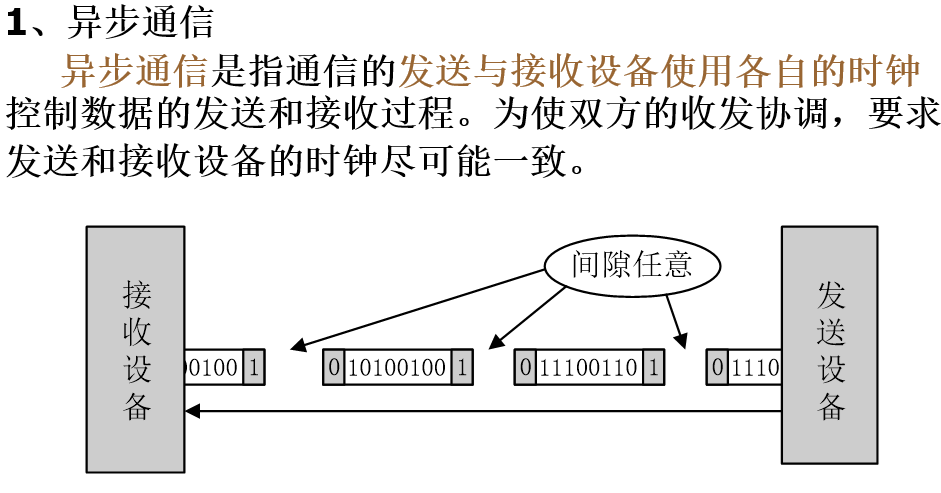 1、异步通信
异步通信是指通信的发送与接收设备使用各自的时钟
控制数据的发送和接收过程。为使双方的收发协调，要求
发送和接收设备的时钟尽可能一致。
间隙任意
接收设备
发送设备
00100 1
0 10100100 1
0 11100110 1
0 1110